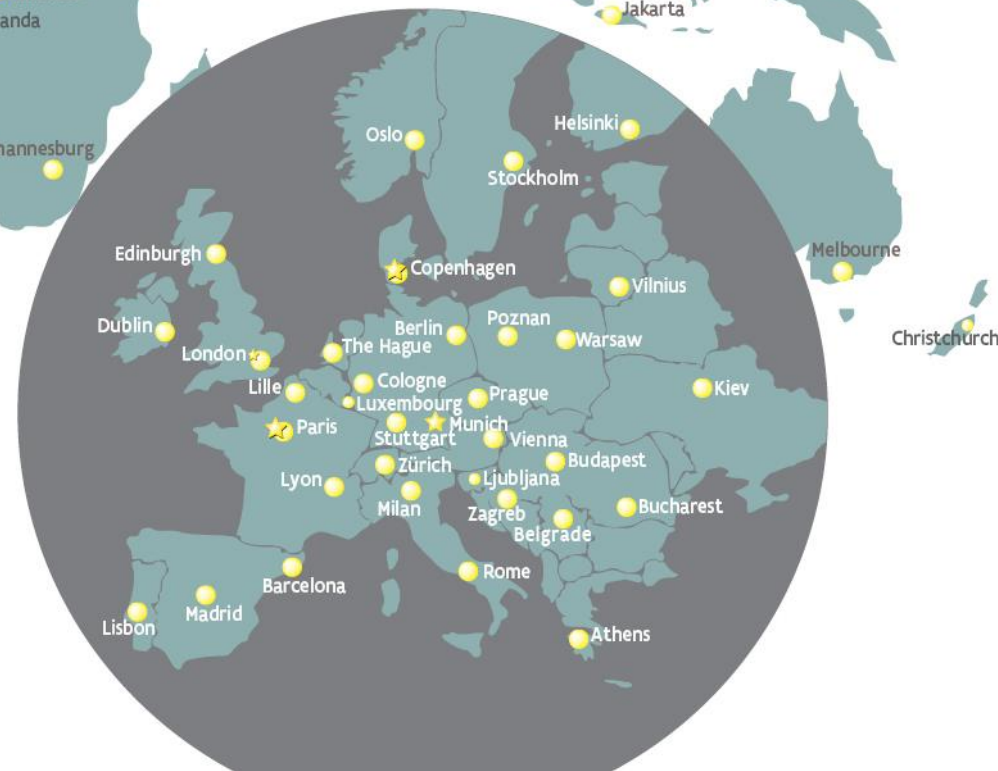 Jakarta
anda
Helsinki
Oslo
hannesburg
Stockholm
Melbourne
Edinburgh
Copenhagen
Vilnius
Dublin
Poznan
Berlin
Christchurch
Warsaw
The Hague
London
Cologne
Lille
Kiev
Prague
Luxembourg
Paris
Munich
Stuttgart
Vienna
Budapest
Zürich
Lyon
Ljubljana
Milan
Zagreb
Bucharest
Belgrade
Rome
Barcelona
Madrid
Lisbon
Athens